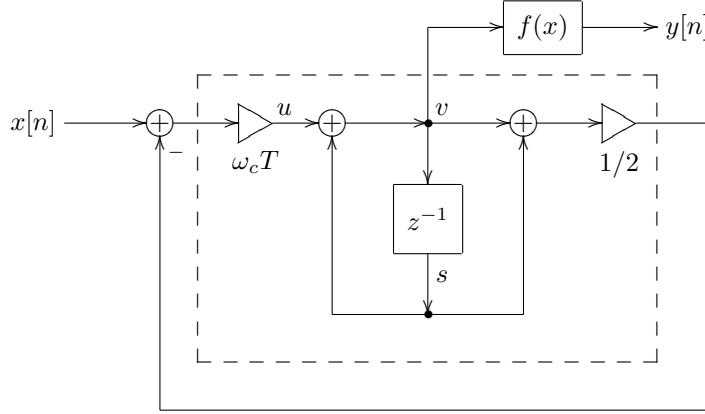 f(x)
y[n]
x[n]
−
ω_cT
u
+
+
v
+
1/2
z⁻¹
s